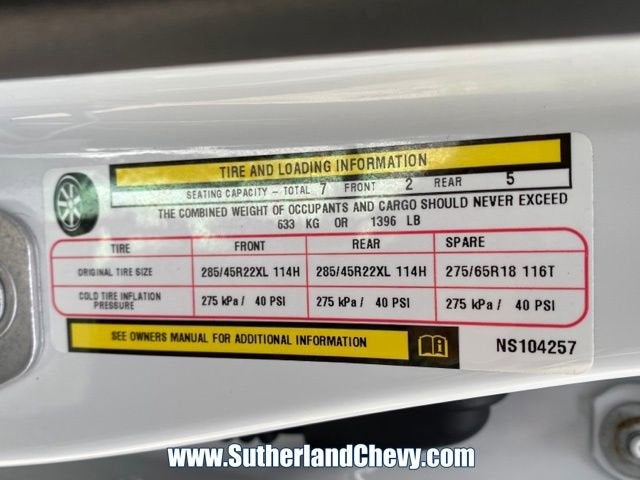 TIRE AND LOADING INFORMATION
SEATING CAPACITY - TOTAL 7 FRONT 2 REAR 5
THE COMBINED WEIGHT OF OCCUPANTS AND CARGO SHOULD NEVER EXCEED
633 KG OR 1396 LB
TIRE FRONT REAR SPARE
ORIGINAL TIRE SIZE 285/45R22XL 114H 285/45R22XL 114H 275/65R18 116T
COLD TIRE INFLATION
PRESSURE 275 kPa / 40 PSI 275 kPa / 40 PSI 275 kPa / 40 PSI
SEE OWNERS MANUAL FOR ADDITIONAL INFORMATION NS104257
www.SutherlandChevy.com